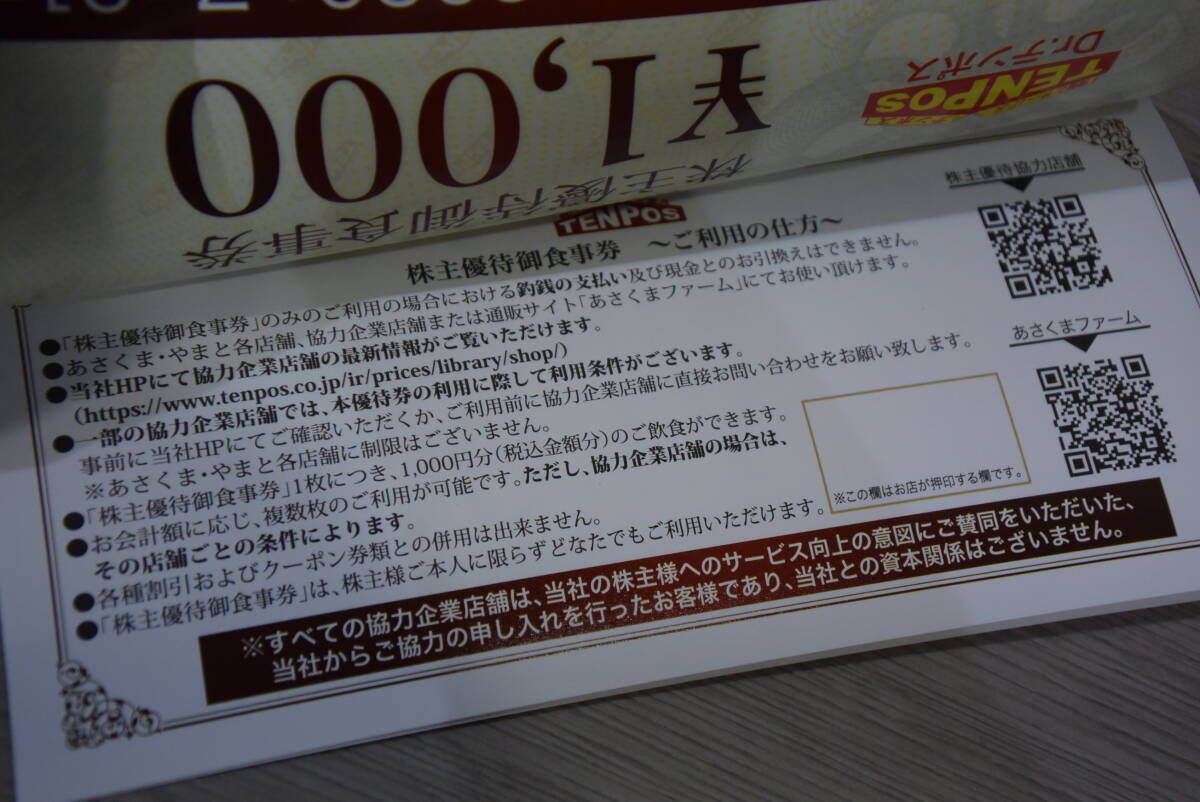 ¥1,000
Dr.テンポス
TENPOS
株主優待御食事券
TENPOS
株主優待御食事券 ～ご利用の仕方～
●「株主優待御食事券」のみのご利用の場合における釣銭の支払い及び現金とのお引換えはできません。
●あさくま・やまと各店舗、協力企業店舗または通販サイト「あさくまファーム」にてお使い頂けます。
●当社HPにて協力企業店舗の最新情報がご覧いただけます。
（https://www.tenpos.co.jp/ir/prices/library/shop/）
●一部の協力企業店舗では、本優待券の利用に際して利用条件がございます。
事前に当社HPにてご確認いただくか、ご利用前に協力企業店舗に直接お問い合わせをお願い致します。
※あさくま・やまと各店舗に制限はございません。
●「株主優待御食事券」1枚につき、1,000円分（税込金額分）のご飲食ができます。
●お会計額に応じ、複数枚のご利用が可能です。ただし、協力企業店舗の場合は、
その店舗ごとの条件によります。
●各種割引およびクーポン券類との併用は出来ません。
●「株主優待御食事券」は、株主様ご本人に限らずどなたでもご利用いただけます。
株主優待協力店舗
あさくまファーム
※この欄はお店が押印する欄です。
※すべての協力企業店舗は、当社の株主様へのサービス向上の意図にご賛同をいただいた、
当社からご協力の申し入れを行ったお客様であり、当社との資本関係はございません。